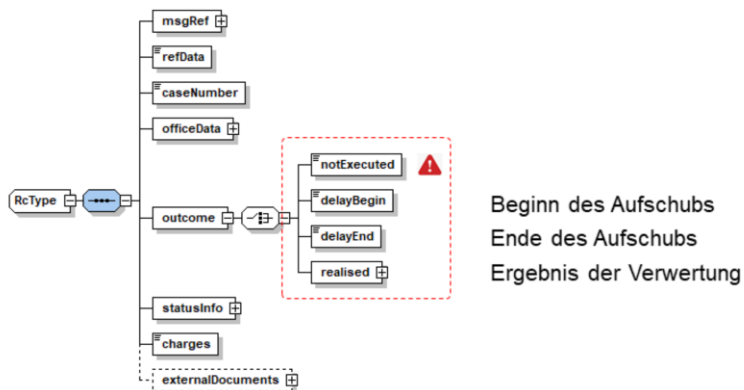 msgRef
refData
caseNumber
officeData
notExecuted
delayBegin
RcType
outcome
delayEnd
realised
Beginn des Aufschubs
Ende des Aufschubs
Ergebnis der Verwertung
statusInfo
charges
externalDocuments